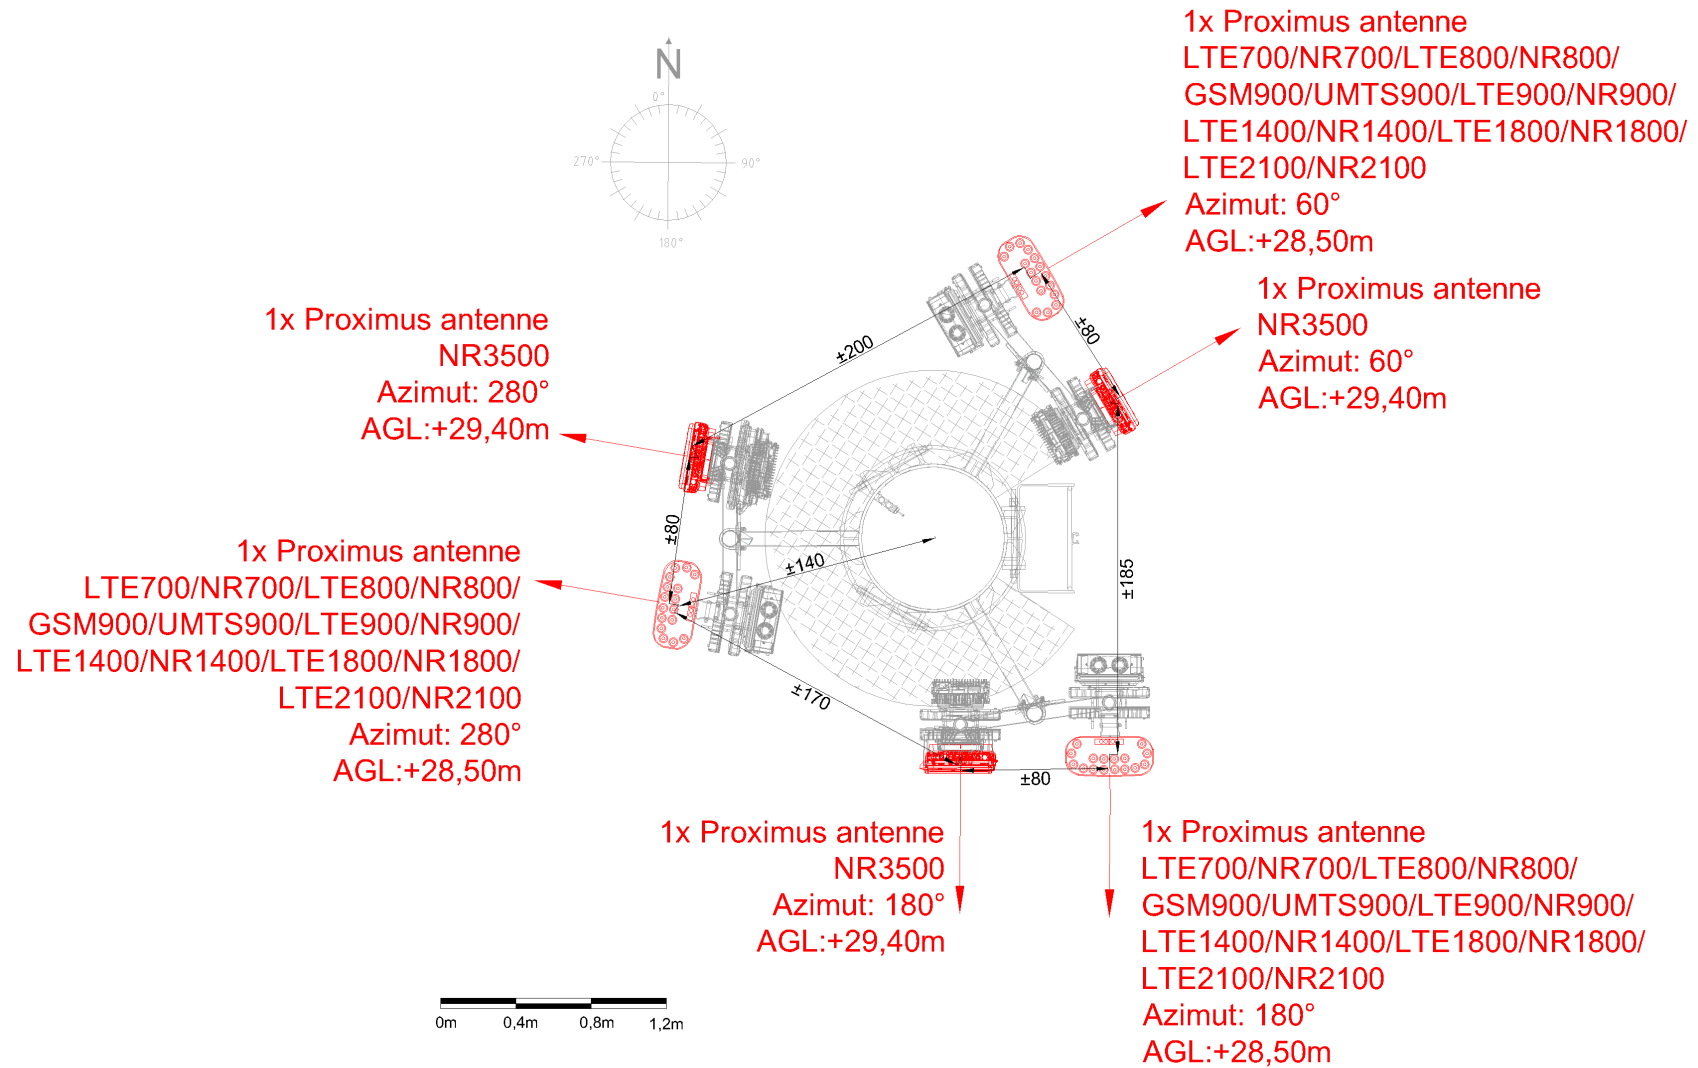 1x Proximus antenne
LTE700/NR700/LTE800/NR800/
GSM900/UMTS900/LTE900/NR900/
LTE1400/NR1400/LTE1800/NR1800/
LTE2100/NR2100
Azimut: 60°
AGL:+28,50m
N
0°
270°
90°
180°
1x Proximus antenne
NR3500
Azimut: 60°
AGL:+29,40m
1x Proximus antenne
NR3500
Azimut: 280°
AGL:+29,40m
±200
±80
±80
±140
±185
±170
±80
1x Proximus antenne
LTE700/NR700/LTE800/NR800/
GSM900/UMTS900/LTE900/NR900/
LTE1400/NR1400/LTE1800/NR1800/
LTE2100/NR2100
Azimut: 280°
AGL:+28,50m
1x Proximus antenne
NR3500
Azimut: 180°
AGL:+29,40m
1x Proximus antenne
LTE700/NR700/LTE800/NR800/
GSM900/UMTS900/LTE900/NR900/
LTE1400/NR1400/LTE1800/NR1800/
LTE2100/NR2100
Azimut: 180°
AGL:+28,50m
0m 0,4m 0,8m 1,2m